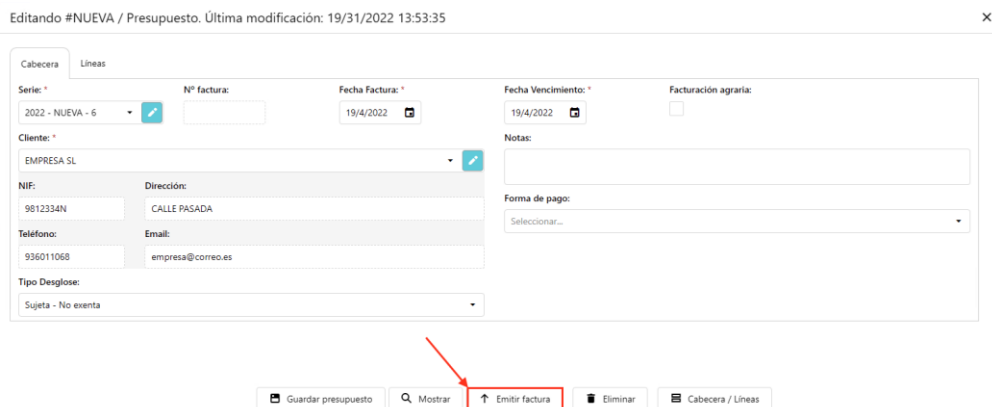 Editando #NUEVA / Presupuesto. Última modificación: 19/31/2022 13:53:35
Cabecera Líneas
Serie: * Nº factura: Fecha Factura: * Fecha Vencimiento: * Facturación agraria:
2022 - NUEVA - 6 19/4/2022 19/4/2022
Cliente: * Notas:
EMPRESA SL
NIF: Dirección:
9812334N CALLE PASADA
Forma de pago:
Seleccionar...
Teléfono: Email:
936011068 empresa@correo.es
Tipo Desglose:
Sujeta - No exenta
Guardar presupuesto Mostrar Emitir factura Eliminar Cabecera / Líneas